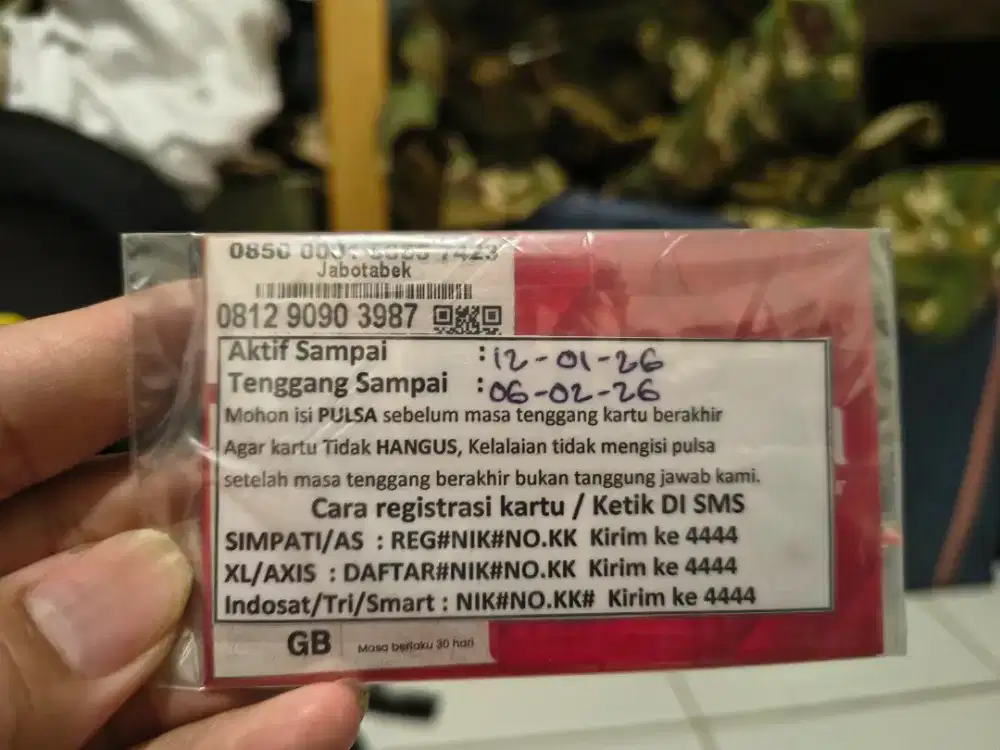 0850 7423
Jabotabek
0812 9090 3987
Aktif Sampai : 12-01-26
Tenggang Sampai : 06-02-26
Mohon isi PULSA sebelum masa tenggang kartu berakhir
Agar kartu Tidak HANGUS, Kelalaian tidak mengisi pulsa
setelah masa tenggang berakhir bukan tanggung jawab kami.
Cara registrasi kartu / Ketik DI SMS
SIMPATI/AS : REG#NIK#NO.KK Kirim ke 4444
XL/AXIS : DAFTAR#NIK#NO.KK Kirim ke 4444
Indosat/Tri/Smart : NIK#NO.KK# Kirim ke 4444
GB Masa berlaku 30 hari